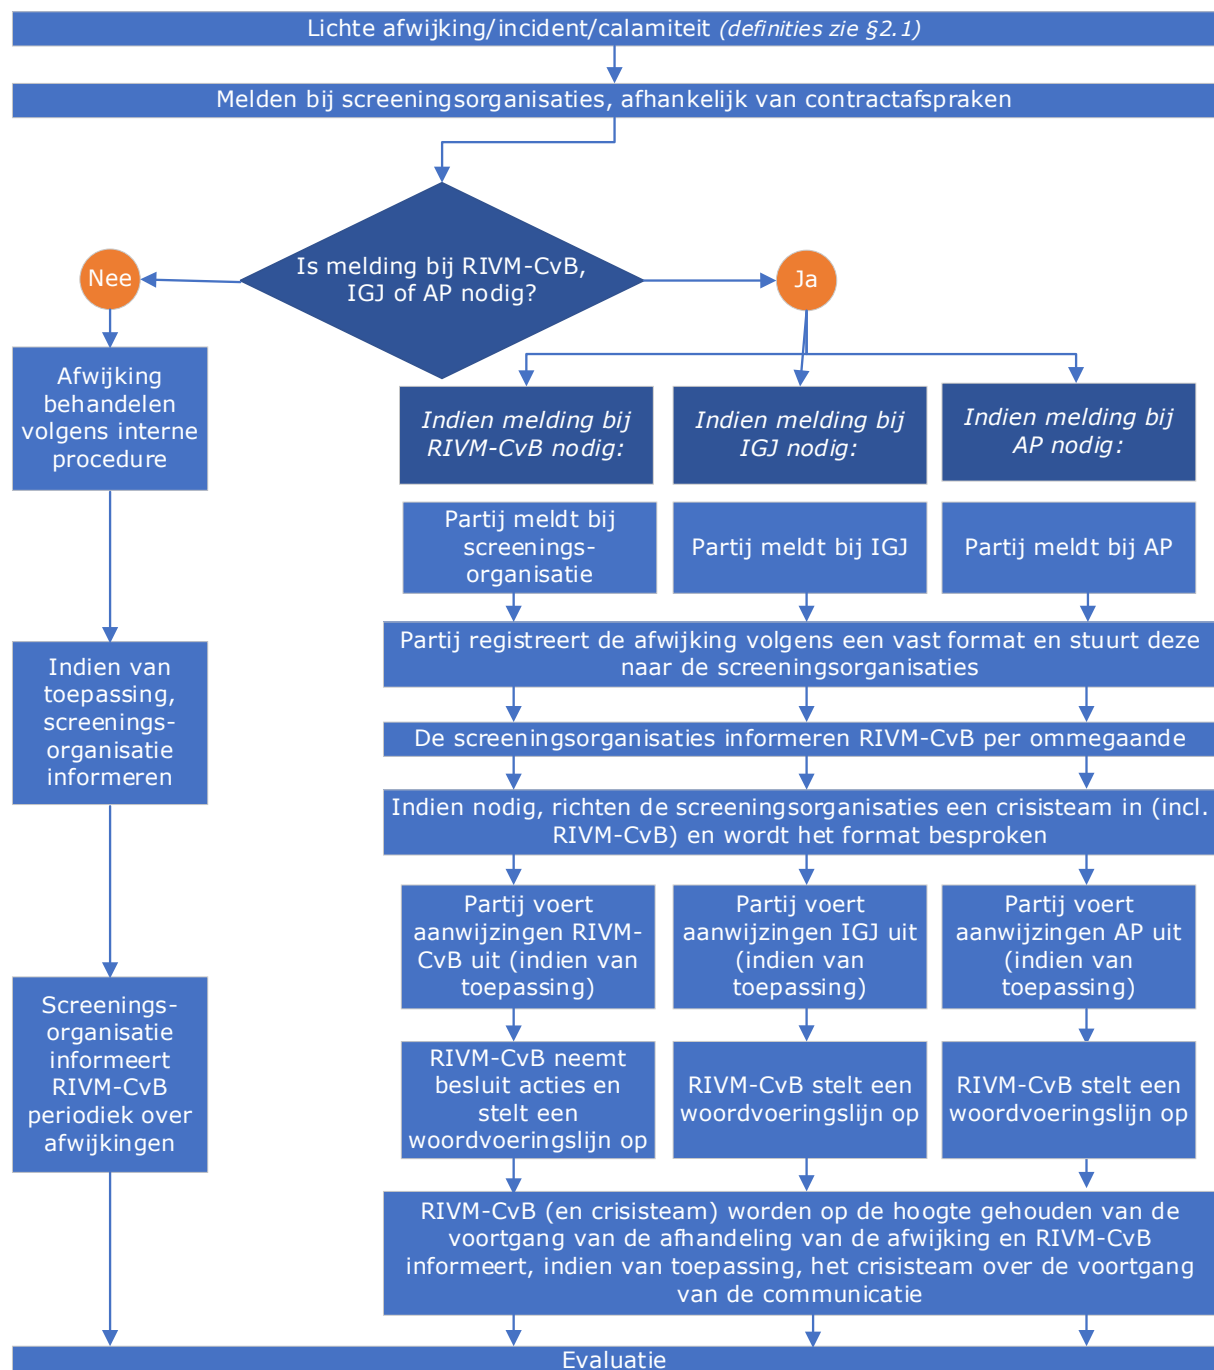 Lichte afwijking/incident/calamiteit (definities zie §2.1)
Melden bij screeningsorganisaties, afhankelijk van contractafspraken
Is melding bij RIVM-CvB,
IGJ of AP nodig?
Nee
Ja
Afwijking
behandelen
volgens interne
procedure
Indien van
toepassing,
screenings-
organisatie
informeren
Screenings-
organisatie
informeert
RIVM-CvB
periodiek over
afwijkingen
Indien melding bij
RIVM-CvB nodig:
Indien melding bij
IGJ nodig:
Indien melding bij
AP nodig:
Partij meldt bij
screenings-
organisatie
Partij meldt bij IGJ
Partij meldt bij AP
Partij registreert de afwijking volgens een vast format en stuurt deze
naar de screeningsorganisaties
De screeningsorganisaties informeren RIVM-CvB per ommegaande
Indien nodig, richten de screeningsorganisaties een crisisteam in (incl.
RIVM-CvB) en wordt het format besproken
Partij voert
aanwijzingen RIVM-
CvB uit (indien van
toepassing)
Partij voert
aanwijzingen IGJ uit
(indien van
toepassing)
Partij voert
aanwijzingen AP uit
(indien van
toepassing)
RIVM-CvB neemt
besluit acties en
stelt een
woordvoeringslijn op
RIVM-CvB stelt een
woordvoeringslijn op
RIVM-CvB stelt een
woordvoeringslijn op
RIVM-CvB (en crisisteam) worden op de hoogte gehouden van de
voortgang van de afhandeling van de afwijking en RIVM-CvB
informeert, indien van toepassing, het crisisteam over de voortgang
van de communicatie
Evaluatie